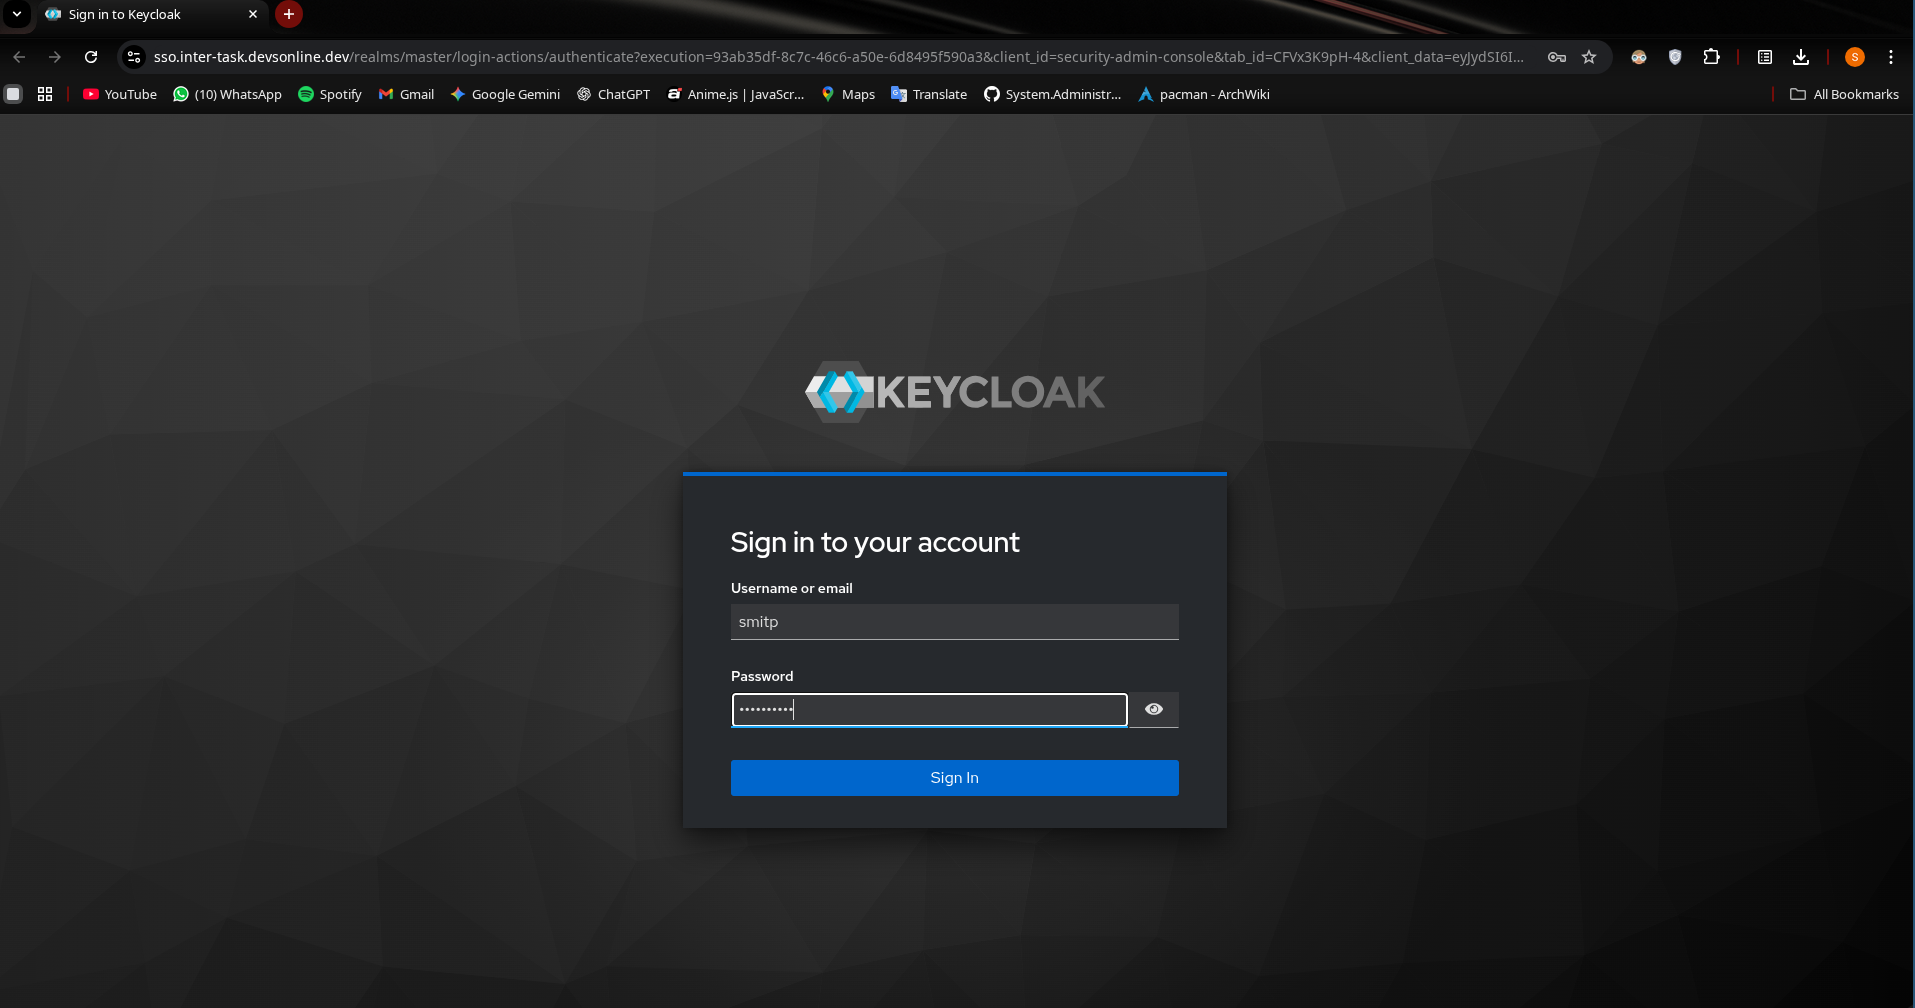 Sign in to Keycloak
sso.inter-task.devsonline.dev/realms/master/login-actions/authenticate?execution=93ab35df-8c7c-46c6-a50e-6d8495f590a3&client_id=security-admin-console&tab_id=CFVx3K9pH-4&client_data=eyJydSI6I...
S
YouTube
(10) WhatsApp
Spotify
Gmail
Google Gemini
ChatGPT
Anime.js | JavaScr...
Maps
Translate
System.Administr...
pacman - ArchWiki
All Bookmarks
KEYCLOAK
Sign in to your account
Username or email
smitp
Password
••••••••••
Sign In